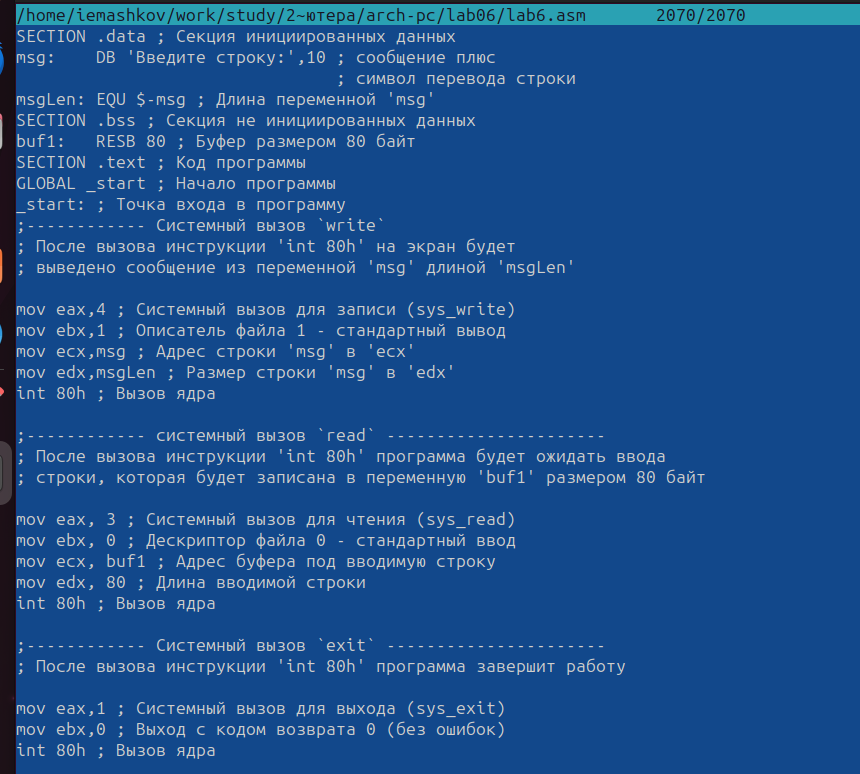 /home/iemashkov/work/study/2~ютера/arch-pc/lab06/lab6.asm 2070/2070
SECTION .data ; Секция инициированных данных
msg: DB 'Введите строку:',10 ; сообщение плюс
; символ перевода строки
msgLen: EQU $-msg ; Длина переменной 'msg'
SECTION .bss ; Секция не инициированных данных
buf1: RESB 80 ; Буфер размером 80 байт
SECTION .text ; Код программы
GLOBAL _start ; Начало программы
_start: ; Точка входа в программу
;------------ Системный вызов `write`
; После вызова инструкции 'int 80h' на экран будет
; выведено сообщение из переменной 'msg' длиной 'msgLen'
mov eax,4 ; Системный вызов для записи (sys_write)
mov ebx,1 ; Описатель файла 1 - стандартный вывод
mov ecx,msg ; Адрес строки 'msg' в 'ecx'
mov edx,msgLen ; Размер строки 'msg' в 'edx'
int 80h ; Вызов ядра
;------------ системный вызов `read` ----------------------
; После вызова инструкции 'int 80h' программа будет ожидать ввода
; строки, которая будет записана в переменную 'buf1' размером 80 байт
mov eax, 3 ; Системный вызов для чтения (sys_read)
mov ebx, 0 ; Дескриптор файла 0 - стандартный ввод
mov ecx, buf1 ; Адрес буфера под вводимую строку
mov edx, 80 ; Длина вводимой строки
int 80h ; Вызов ядра
;------------ Системный вызов `exit` ----------------------
; После вызова инструкции 'int 80h' программа завершит работу
mov eax,1 ; Системный вызов для выхода (sys_exit)
mov ebx,0 ; Выход с кодом возврата 0 (без ошибок)
int 80h ; Вызов ядра